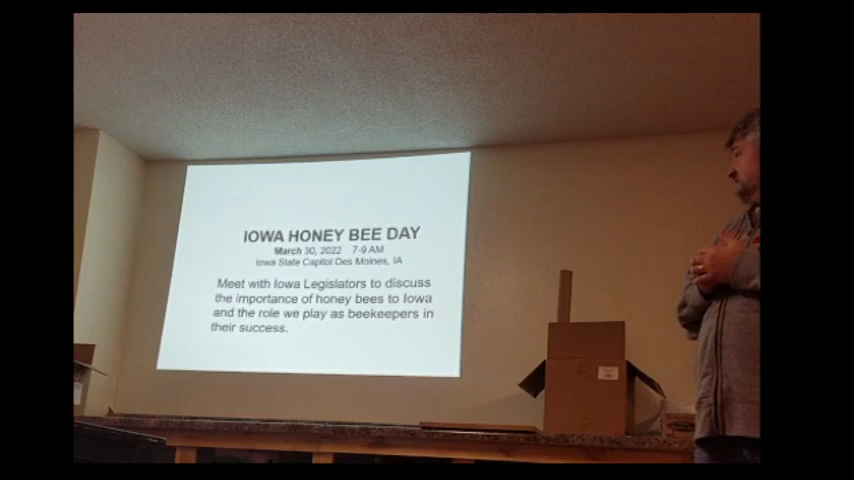 IOWA HONEY BEE DAY
March 30, 2022 7-9 AM
Iowa State Capitol Des Moines, IA
Meet with Iowa Legislators to discuss
the importance of honey bees to Iowa
and the role we play as beekeepers in
their success.